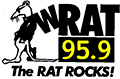 WRAT
95.9
The RAT ROCKS!